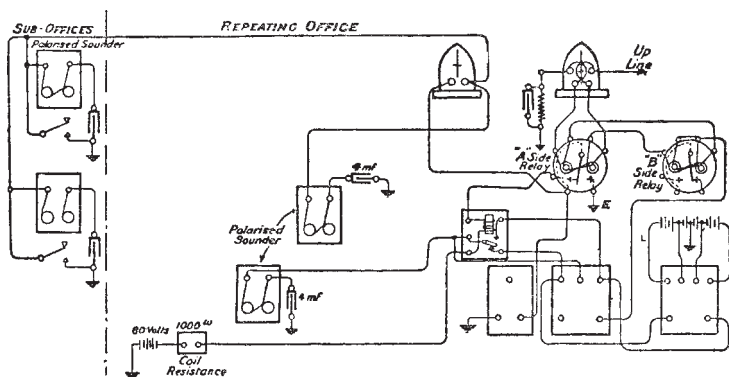 SUB-OFFICES
REPEATING OFFICE
Polarised Sounder
Up
Line
"A" Side
Relay
"B"
Side
Relay
4 mf
E
Polarised
Sounder
L
4 mf
60 Volts
1000 ω
Coil
Resistance